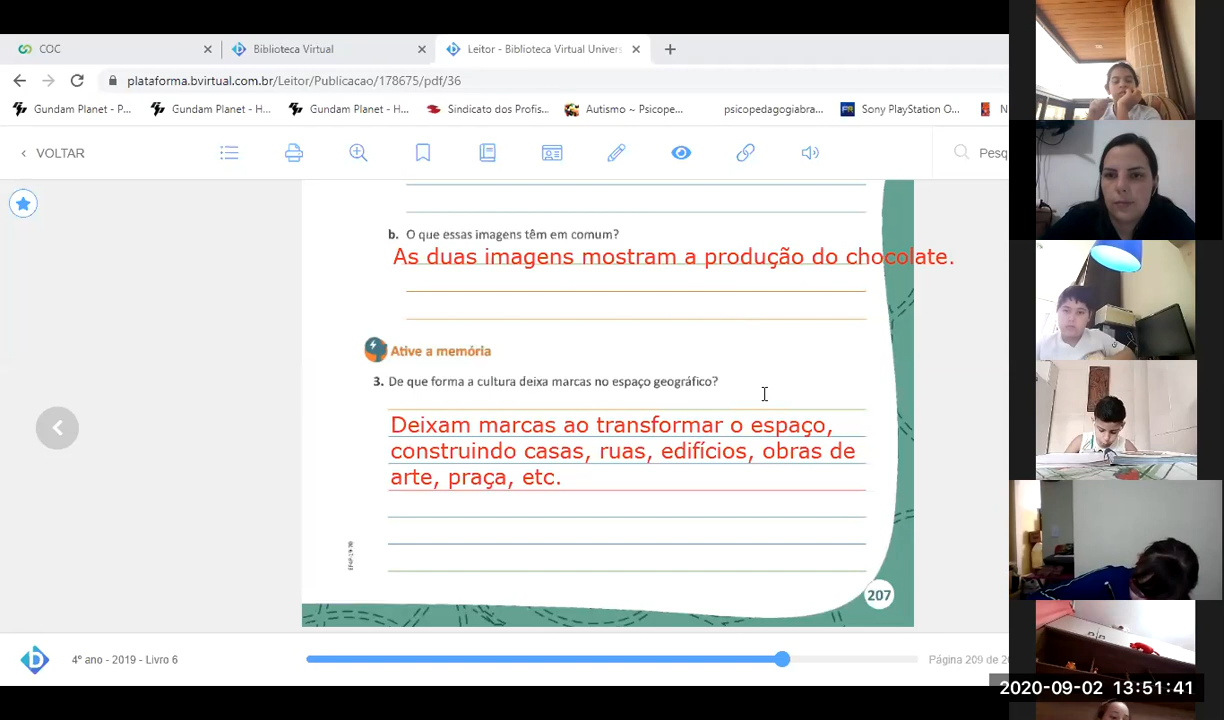 COC
Biblioteca Virtual
Leitor - Biblioteca Virtual Univers
plataforma.bvirtual.com.br/Leitor/Publicacao/178675/pdf/36
Gundam Planet - P...
Gundam Planet - H...
Gundam Planet - H...
Sindicato dos Profis...
Autismo ~ Psicope...
psicopedagogiabra...
Sony PlayStation O...
N
VOLTAR
Pesq
b. O que essas imagens têm em comum?
As duas imagens mostram a produção do chocolate.
Ative a memória
3. De que forma a cultura deixa marcas no espaço geográfico?
Deixam marcas ao transformar o espaço,
construindo casas, ruas, edifícios, obras de
arte, praça, etc.
207
4º ano - 2019 - Livro 6
Página 209 de
2020-09-02 13:51:41